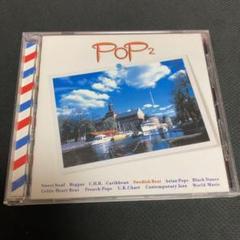 POP2
Sweet Soul Reggae C.H.R. Caribbean Swedish Beat Asian Pops Black Dance
Celtic Heart Beat French Pops U.K.Chart Contemporary Jazz World Music